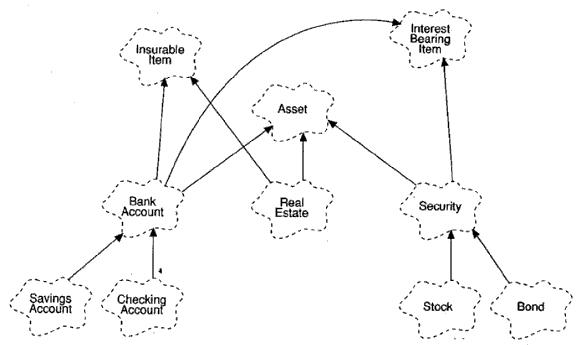 Insurable
Item
Interest
Bearing
Item
Asset
Bank
Account
Real
Estate
Security
Savings
Account
Checking
Account
Stock
Bond